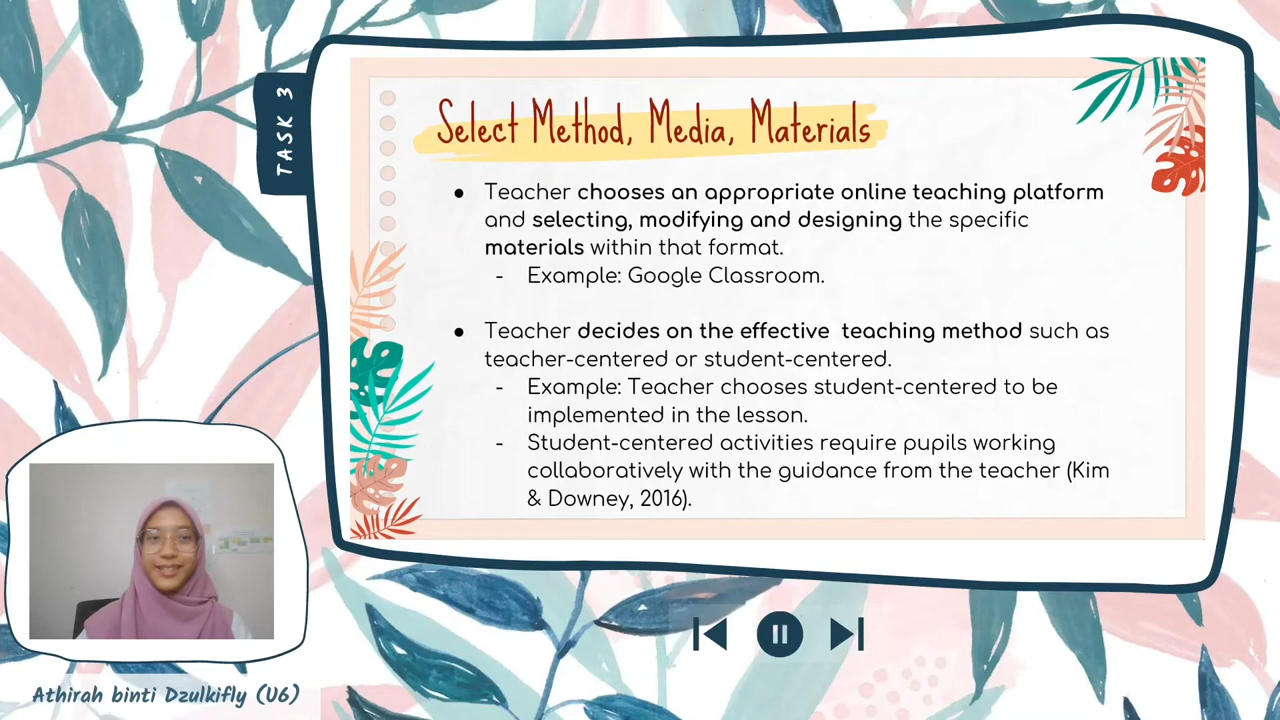 TASK 3
Select Method, Media, Materials
● Teacher chooses an appropriate online teaching platform
and selecting, modifying and designing the specific
materials within that format.
- Example: Google Classroom.
● Teacher decides on the effective teaching method such as
teacher-centered or student-centered.
- Example: Teacher chooses student-centered to be
implemented in the lesson.
- Student-centered activities require pupils working
collaboratively with the guidance from the teacher (Kim
& Downey, 2016).
Athirah binti Dzulkifly (U6)